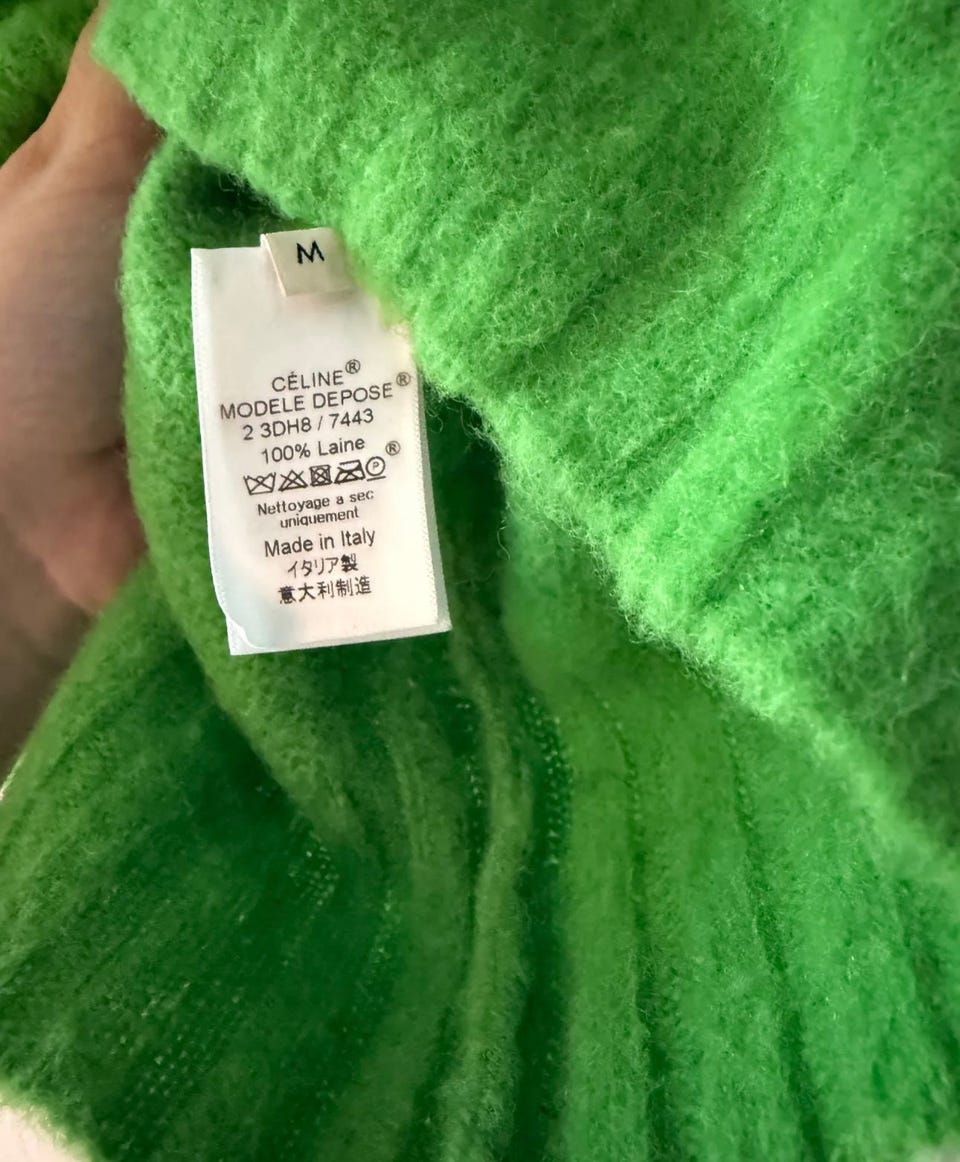 M
CÉLINE®
MODELE DEPOSE®
2 3DH8 / 7443
100% Laine
P ®
Nettoyage a sec
uniquement
Made in Italy
イタリア製
意大利制造